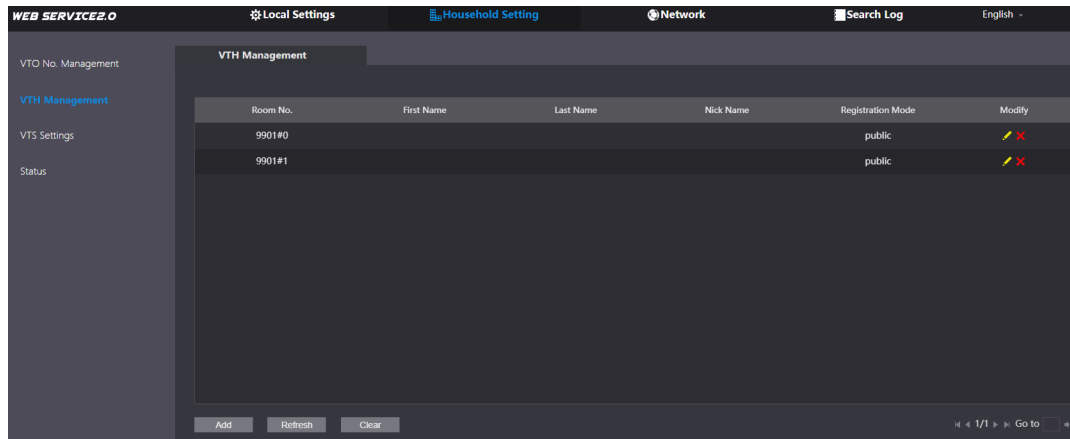 WEB SERVICE2.0 Local Settings Household Setting Network Search Log English
VTO No. Management
VTH Management
VTS Settings
Status
VTH Management
Room No. First Name Last Name Nick Name Registration Mode Modify
9901#0 public
9901#1 public
Add Refresh Clear 1/1 Go to